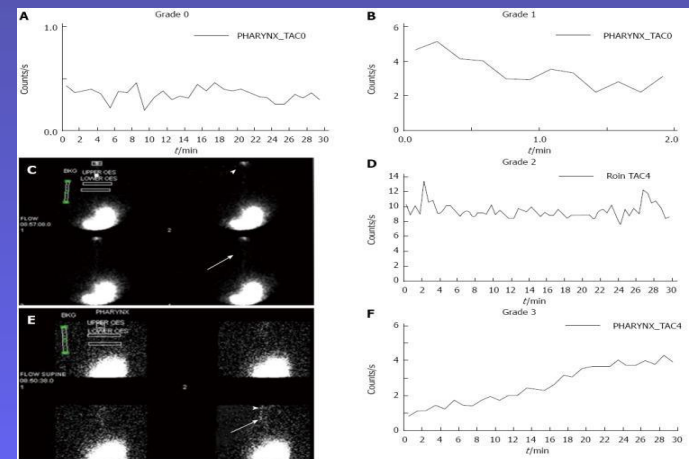 A
Grade 0
1.0
PHARYNX_TAC0
Counts/s
0.0
0 2 4 6 8 10 12 14 16 18 20 22 24 26 28 30
t/min
B
Grade 1
6
PHARYNX_TAC0
4
Counts/s
2
0
0.0 1.0 2.0
t/min
C
BKG
UPPER OES
LOWER OES
FLOW
1
2
D
Grade 2
14
Roin TAC4
12
10
Counts/s
8
6
4
2
0
0 2 4 6 8 10 12 14 16 18 20 22 24 26 28 30
t/min
E
PHARYNX
BKG
UPPER OES
LOWER OES
FLOW SUPINE
1
2
F
Grade 3
6
PHARYNX_TAC4
4
Counts/s
2
0
0 2 4 6 8 10 12 14 16 18 20 22 24 26 28 30
t/min